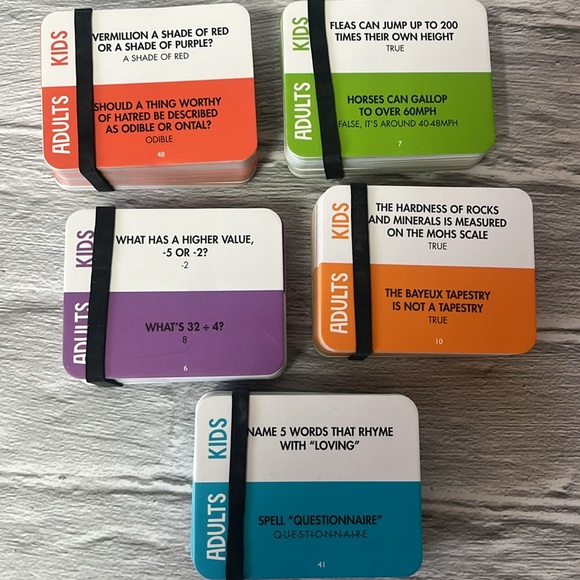 KIDS
VERMILLION A SHADE OF RED
OR A SHADE OF PURPLE?
A SHADE OF RED
ADULTS
SHOULD A THING WORTHY
OF HATRED BE DESCRIBED
AS ODIBLE OR ONTAL?
ODIBLE
48
KIDS
FLEAS CAN JUMP UP TO 200
TIMES THEIR OWN HEIGHT
TRUE
ADULTS
HORSES CAN GALLOP
TO OVER 60MPH
FALSE, IT'S AROUND 40-48MPH
7
KIDS
WHAT HAS A HIGHER VALUE,
-5 OR -2?
-2
ADULTS
WHAT'S 32 ÷ 4?
8
6
KIDS
THE HARDNESS OF ROCKS
AND MINERALS IS MEASURED
ON THE MOHS SCALE
TRUE
ADULTS
THE BAYEUX TAPESTRY
IS NOT A TAPESTRY
TRUE
10
KIDS
NAME 5 WORDS THAT RHYME
WITH "LOVING"
ADULTS
SPELL "QUESTIONNAIRE"
QUESTIONNAIRE
41